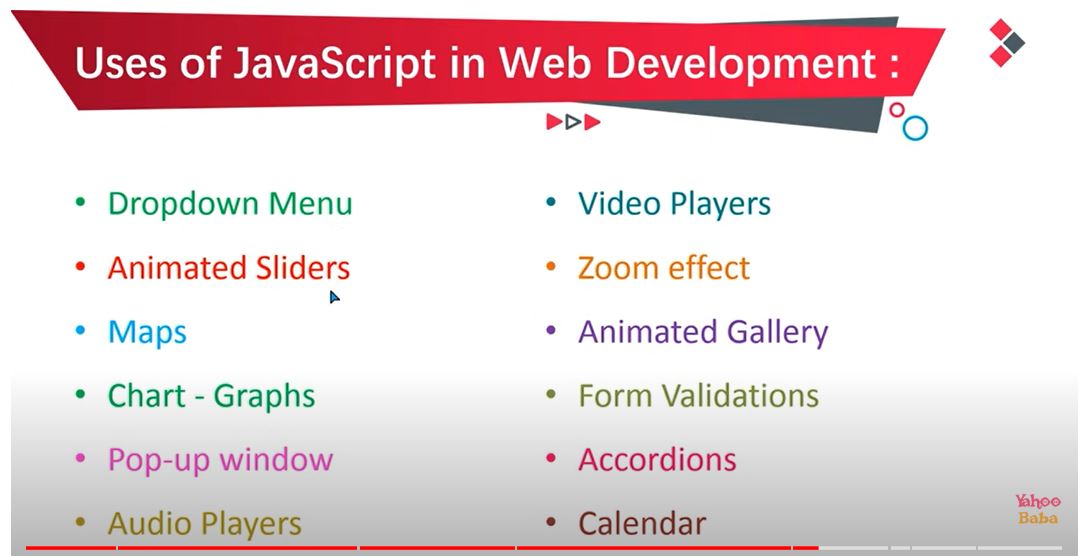 Uses of JavaScript in Web Development :
• Dropdown Menu
• Animated Sliders
• Maps
• Chart - Graphs
• Pop-up window
• Audio Players
• Video Players
• Zoom effect
• Animated Gallery
• Form Validations
• Accordions
• Calendar
Yahoo
Baba